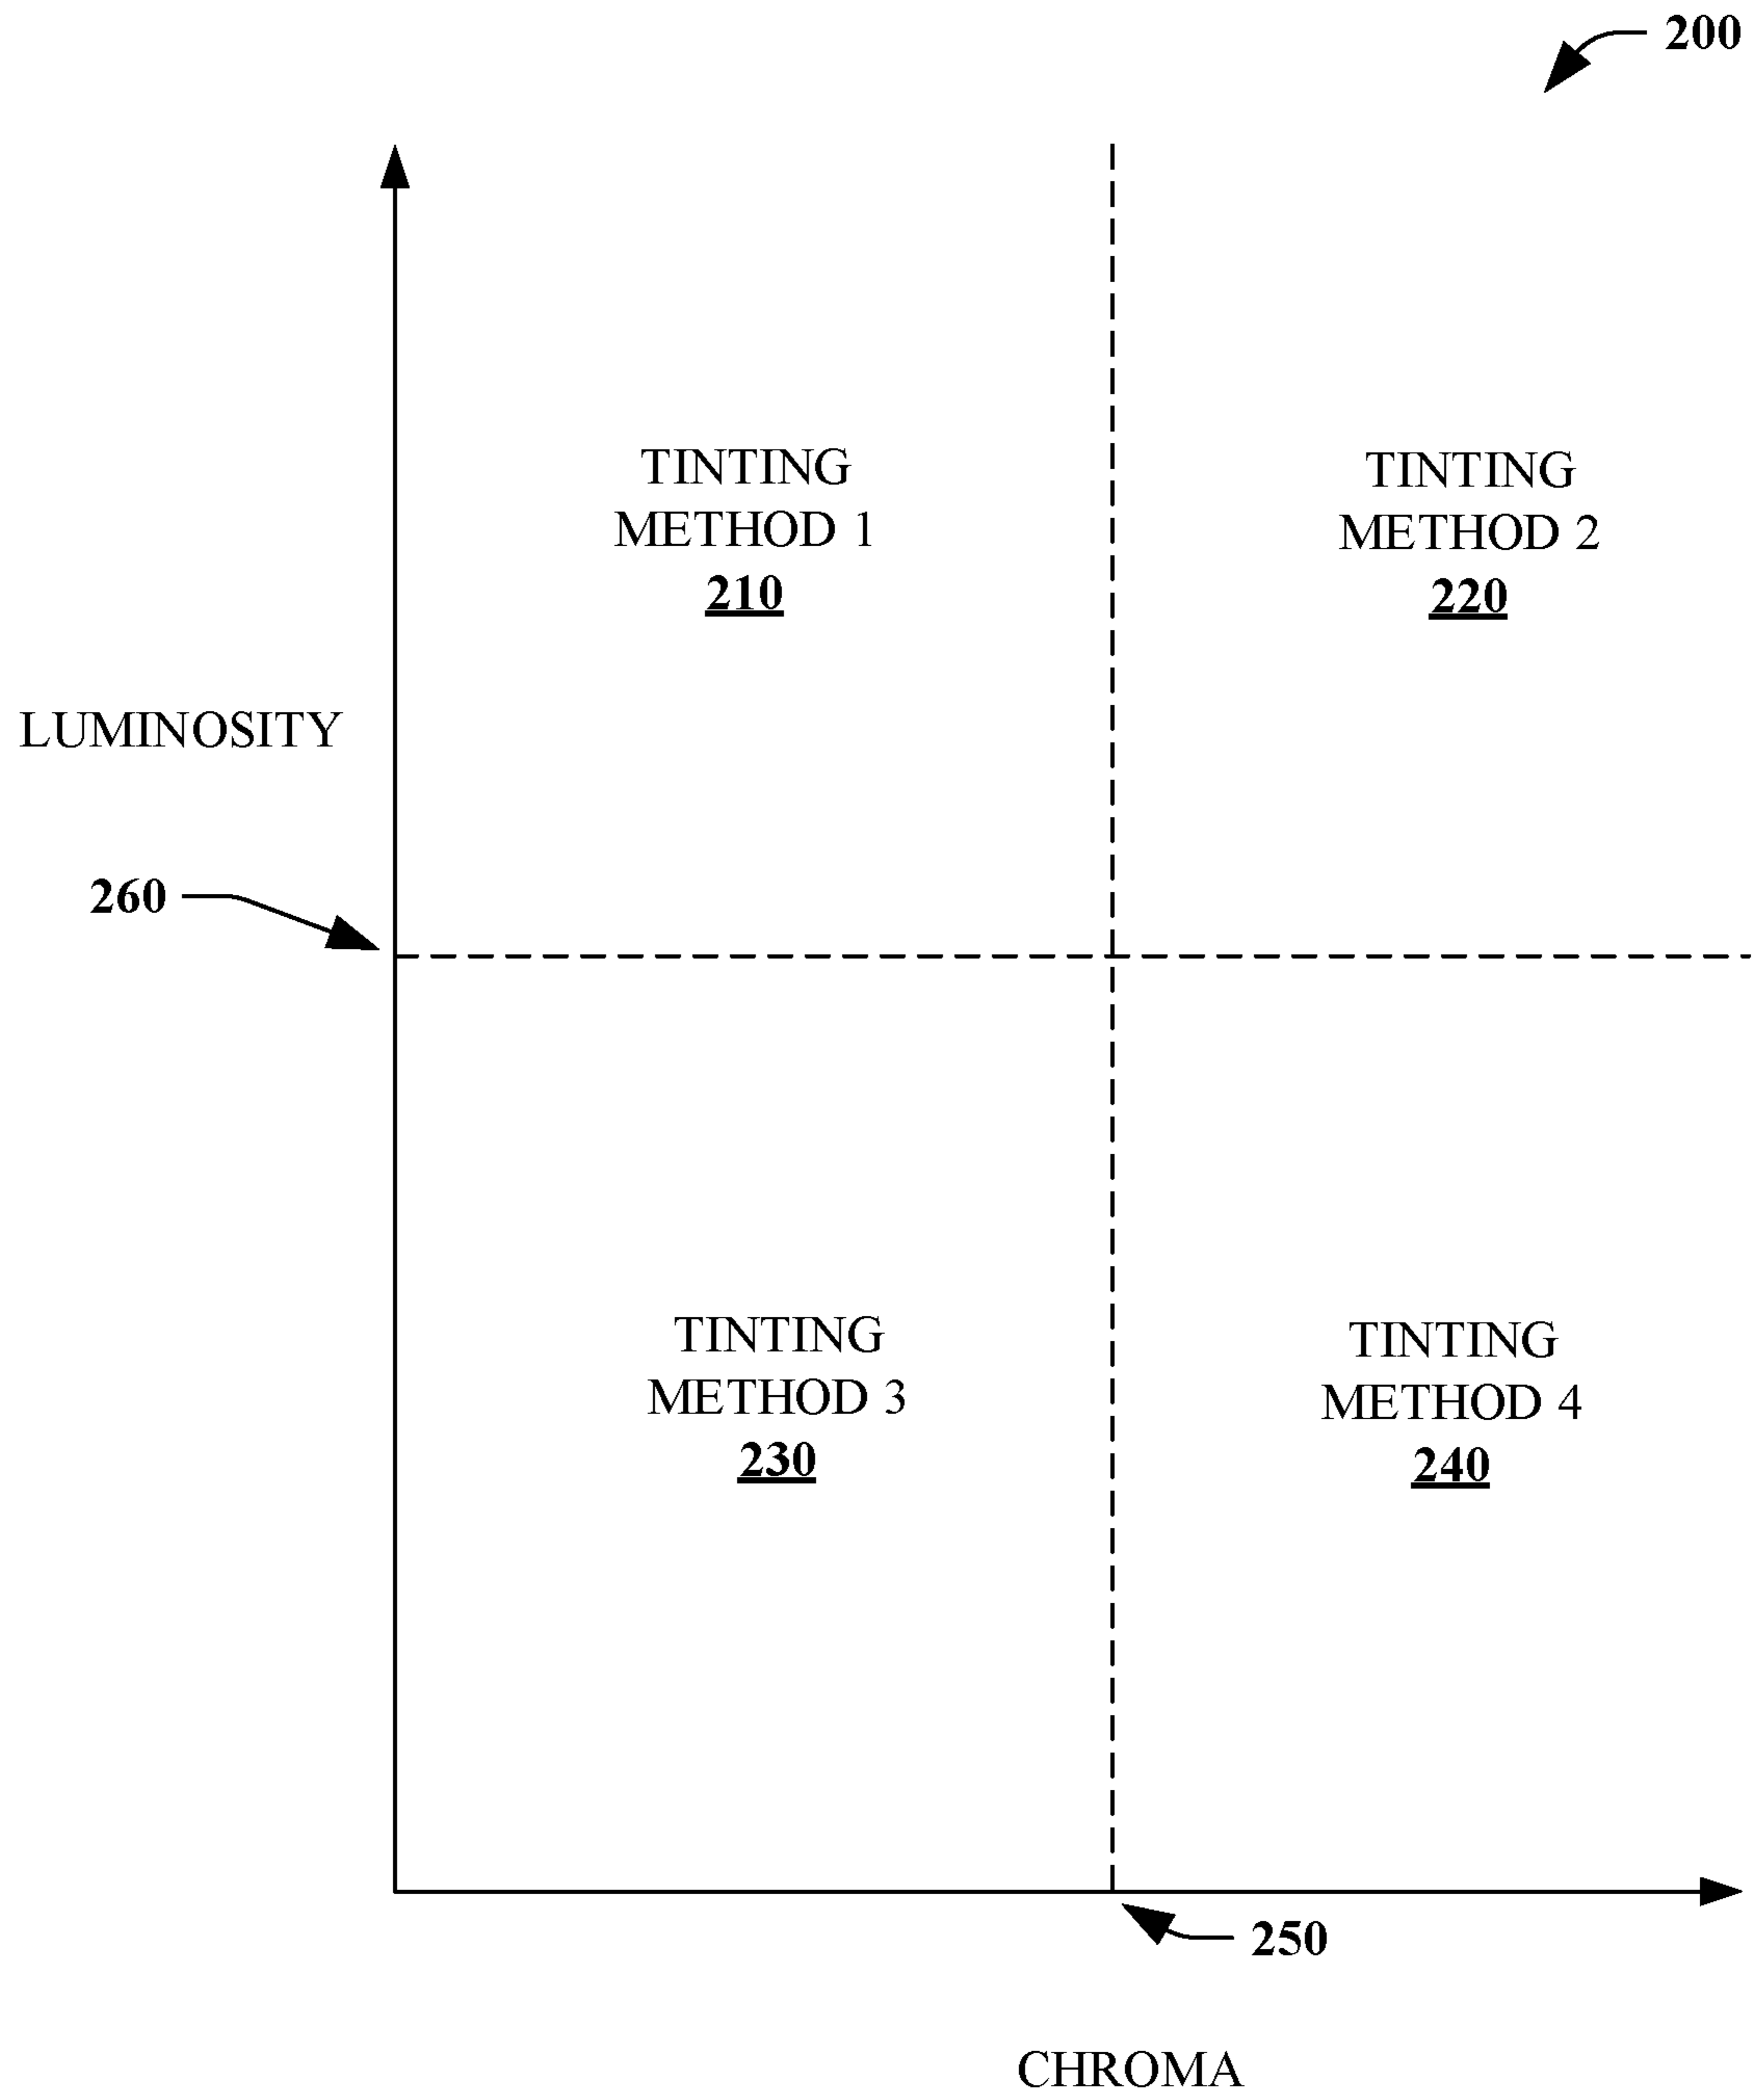 200
TINTING
METHOD 1
210
TINTING
METHOD 2
220
LUMINOSITY
260
TINTING
METHOD 3
230
TINTING
METHOD 4
240
250
CHROMA